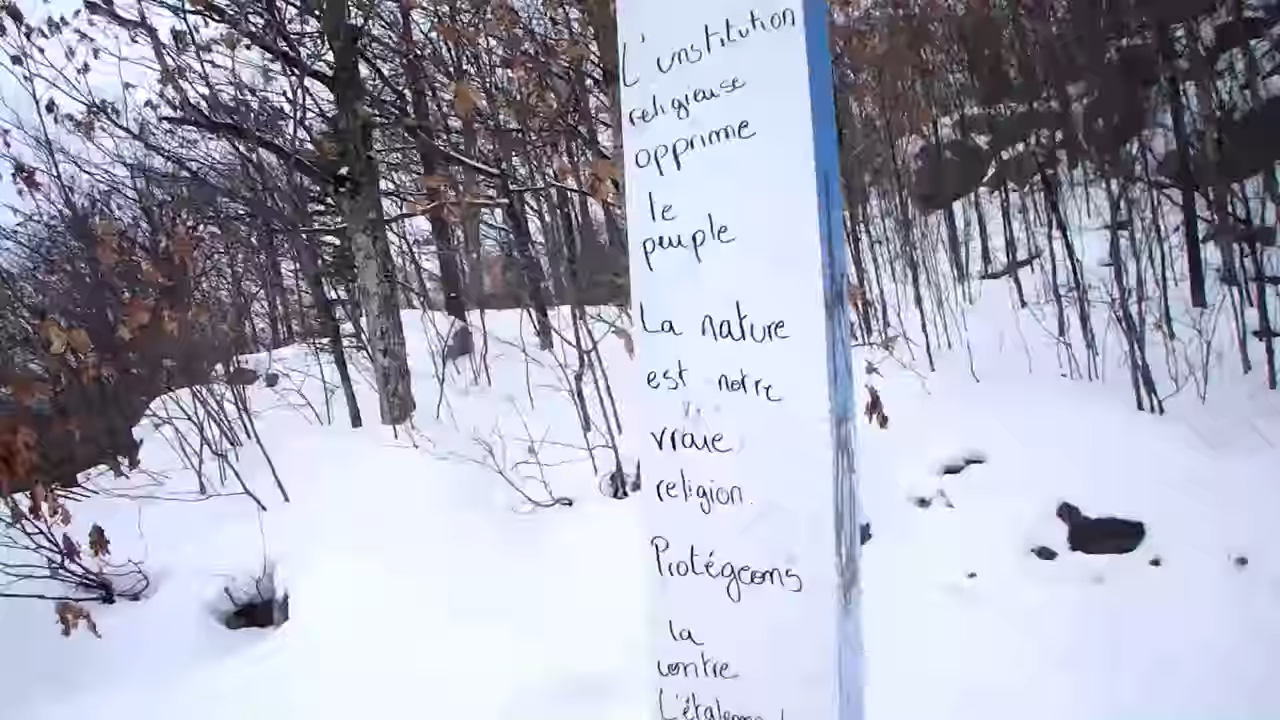 L'institution
religieuse
opprime
le
peuple
La nature
est notre
vraie
religion.
Protégeons
la
contre